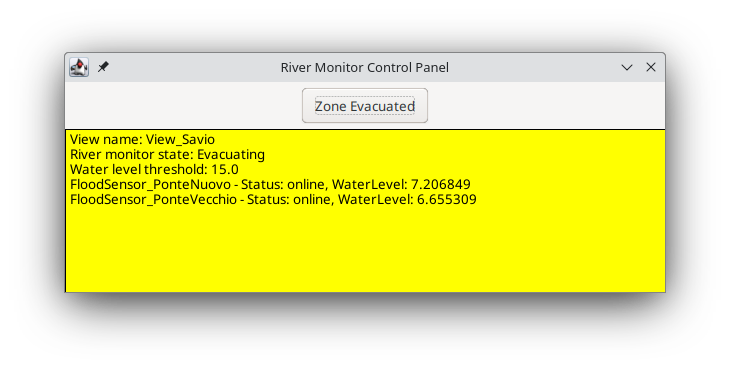 River Monitor Control Panel
Zone Evacuated
View name: View_Savio
River monitor state: Evacuating
Water level threshold: 15.0
FloodSensor_PonteNuovo - Status: online, WaterLevel: 7.206849
FloodSensor_PonteVecchio - Status: online, WaterLevel: 6.655309